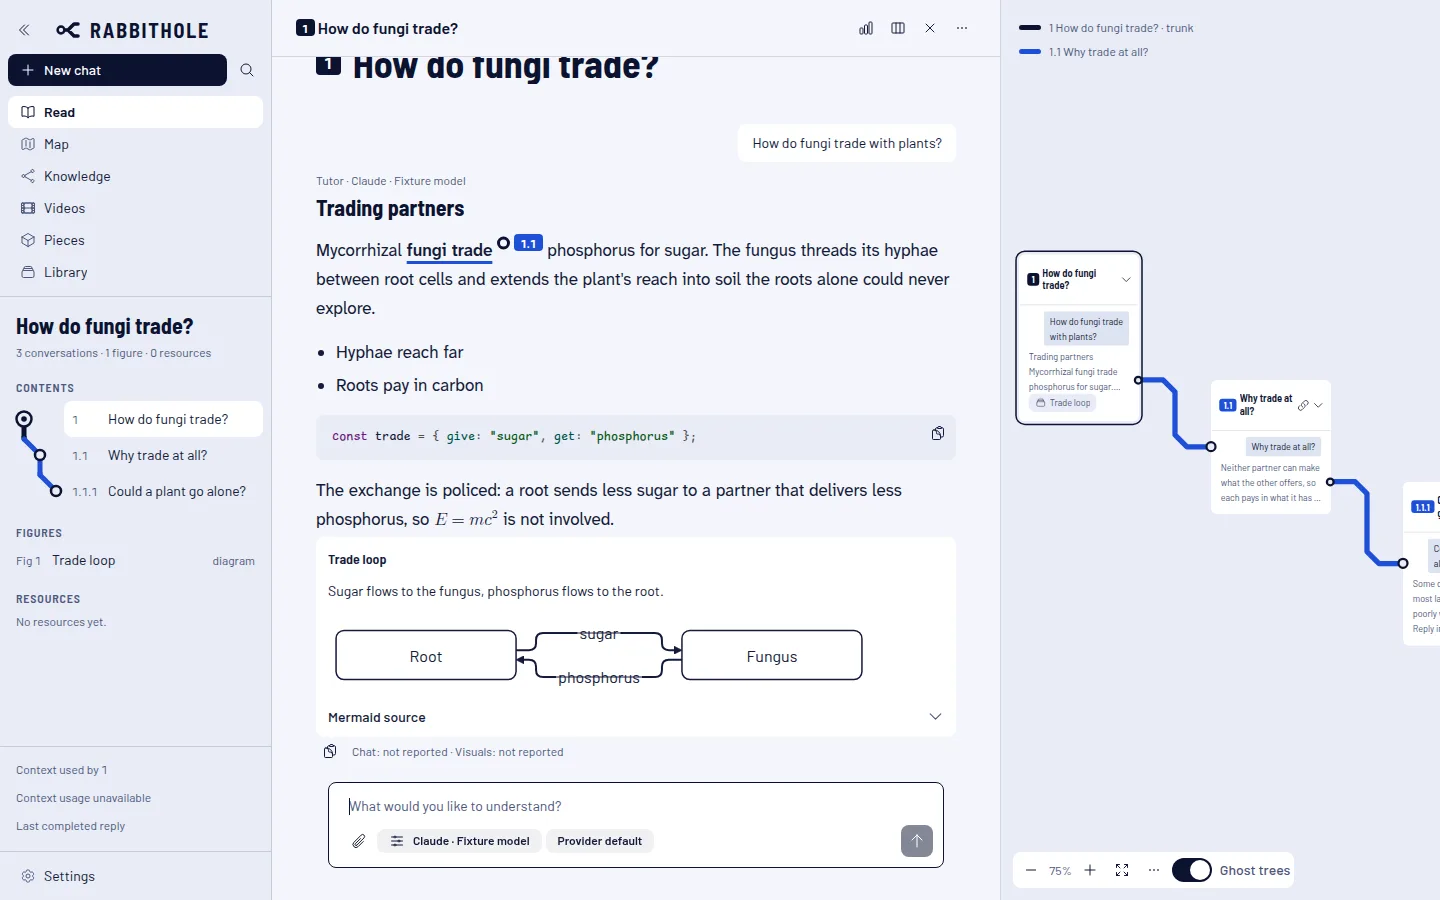 RABBITHOLE
New chat
Read
Map
Knowledge
Videos
Pieces
Library
How do fungi trade?
3 conversations · 1 figure · 0 resources
CONTENTS
1 How do fungi trade?
1.1 Why trade at all?
1.1.1 Could a plant go alone?
FIGURES
Fig 1 Trade loop diagram
RESOURCES
No resources yet.
Context used by 1
Context usage unavailable
Last completed reply
Settings
1 How do fungi trade?
1 How do fungi trade?
How do fungi trade with plants?
Tutor · Claude · Fixture model
Trading partners
Mycorrhizal fungi trade 1.1 phosphorus for sugar. The fungus threads its hyphae
between root cells and extends the plant's reach into soil the roots alone could never
explore.
• Hyphae reach far
• Roots pay in carbon
const trade = { give: "sugar", get: "phosphorus" };
The exchange is policed: a root sends less sugar to a partner that delivers less
phosphorus, so E = mc² is not involved.
Trade loop
Sugar flows to the fungus, phosphorus flows to the root.
sugar
Root
Fungus
phosphorus
Mermaid source
Chat: not reported · Visuals: not reported
What would you like to understand?
Claude · Fixture model
Provider default
1 How do fungi trade? · trunk
1.1 Why trade at all?
1 How do fungi
trade?
How do fungi trade
with plants?
Trading partners
Mycorrhizal fungi trade
phosphorus for sugar....
Trade loop
1.1 Why trade at
all?
Why trade at all?
Neither partner can make
what the other offers, so
each pays in what it has ...
1.1.1
Some
most
poorly
Reply
75%
Ghost trees